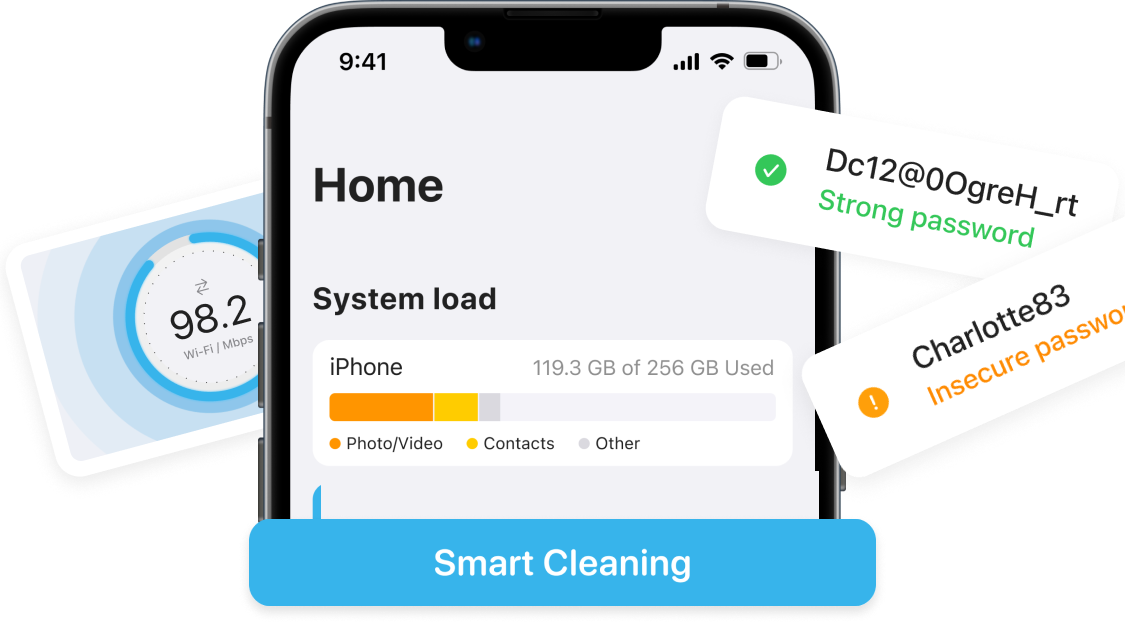 9:41
Home
System load
iPhone
119.3 GB of 256 GB Used
Photo/Video
Contacts
Other
Smart Cleaning
98.2
Wi-Fi / Mbps
Dc12@0OgreH_rt
Strong password
Charlotte83
Insecure passwor